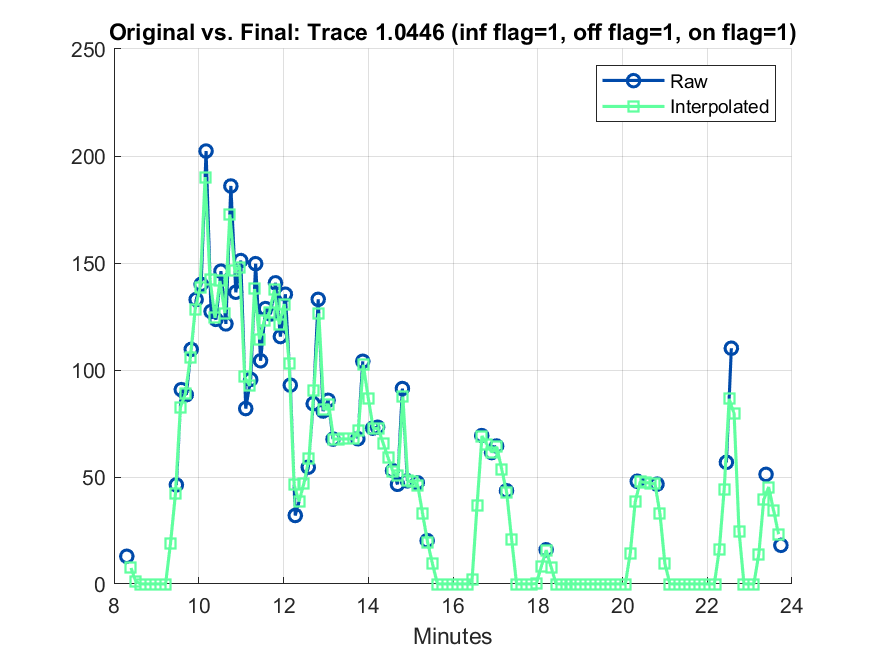 Original vs. Final: Trace 1.0446 (inf flag=1, off flag=1, on flag=1)
250
200
150
100
50
0
Raw
Interpolated
8 10 12 14 16 18 20 22 24
Minutes